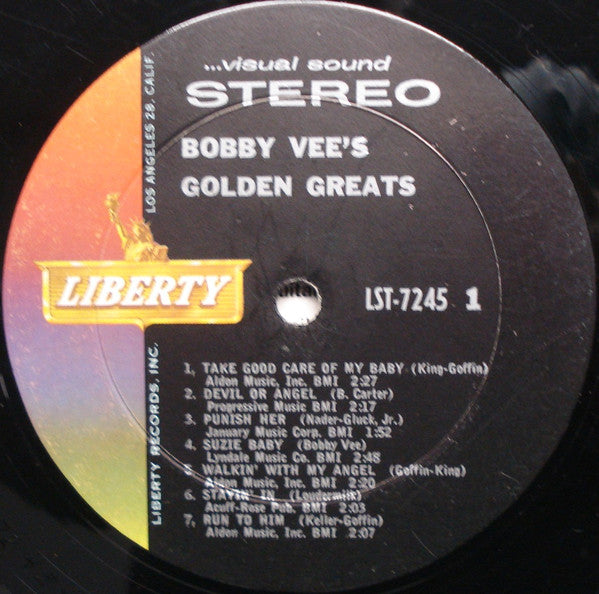 ...visual sound
STEREO
BOBBY VEE'S
GOLDEN GREATS
LOS ANGELES 28, CALIF.
LIBERTY
LIBERTY RECORDS, INC.
LST-7245 1
1. TAKE GOOD CARE OF MY BABY (King-Goffin)
Aldon Music, Inc. BMI 2:27
2. DEVIL OR ANGEL (B. Carter)
Progressive Music BMI 2:17
3. PUNISH HER (Nader-Gluck, Jr.)
January Music Corp. BMI 1:52
4. SUZIE BABY (Bobby Vee)
Lyndale Music Co. BMI 2:48
5. WALKIN' WITH MY ANGEL (Goffin-King)
Aldon Music, Inc. BMI 2:20
6. STAYIN' IN (Loudermilk)
Acuff-Rose Pub. BMI 2:03
7. RUN TO HIM (Keller-Goffin)
Aldon Music, Inc. BMI 2:07